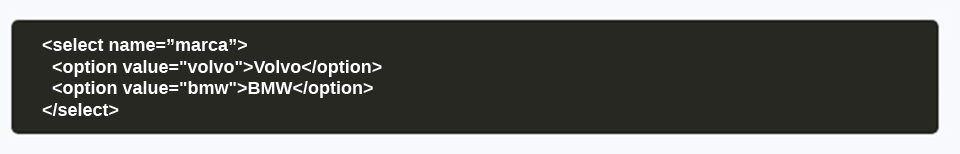 <select name=”marca”>
<option value="volvo">Volvo</option>
<option value="bmw">BMW</option>
</select>